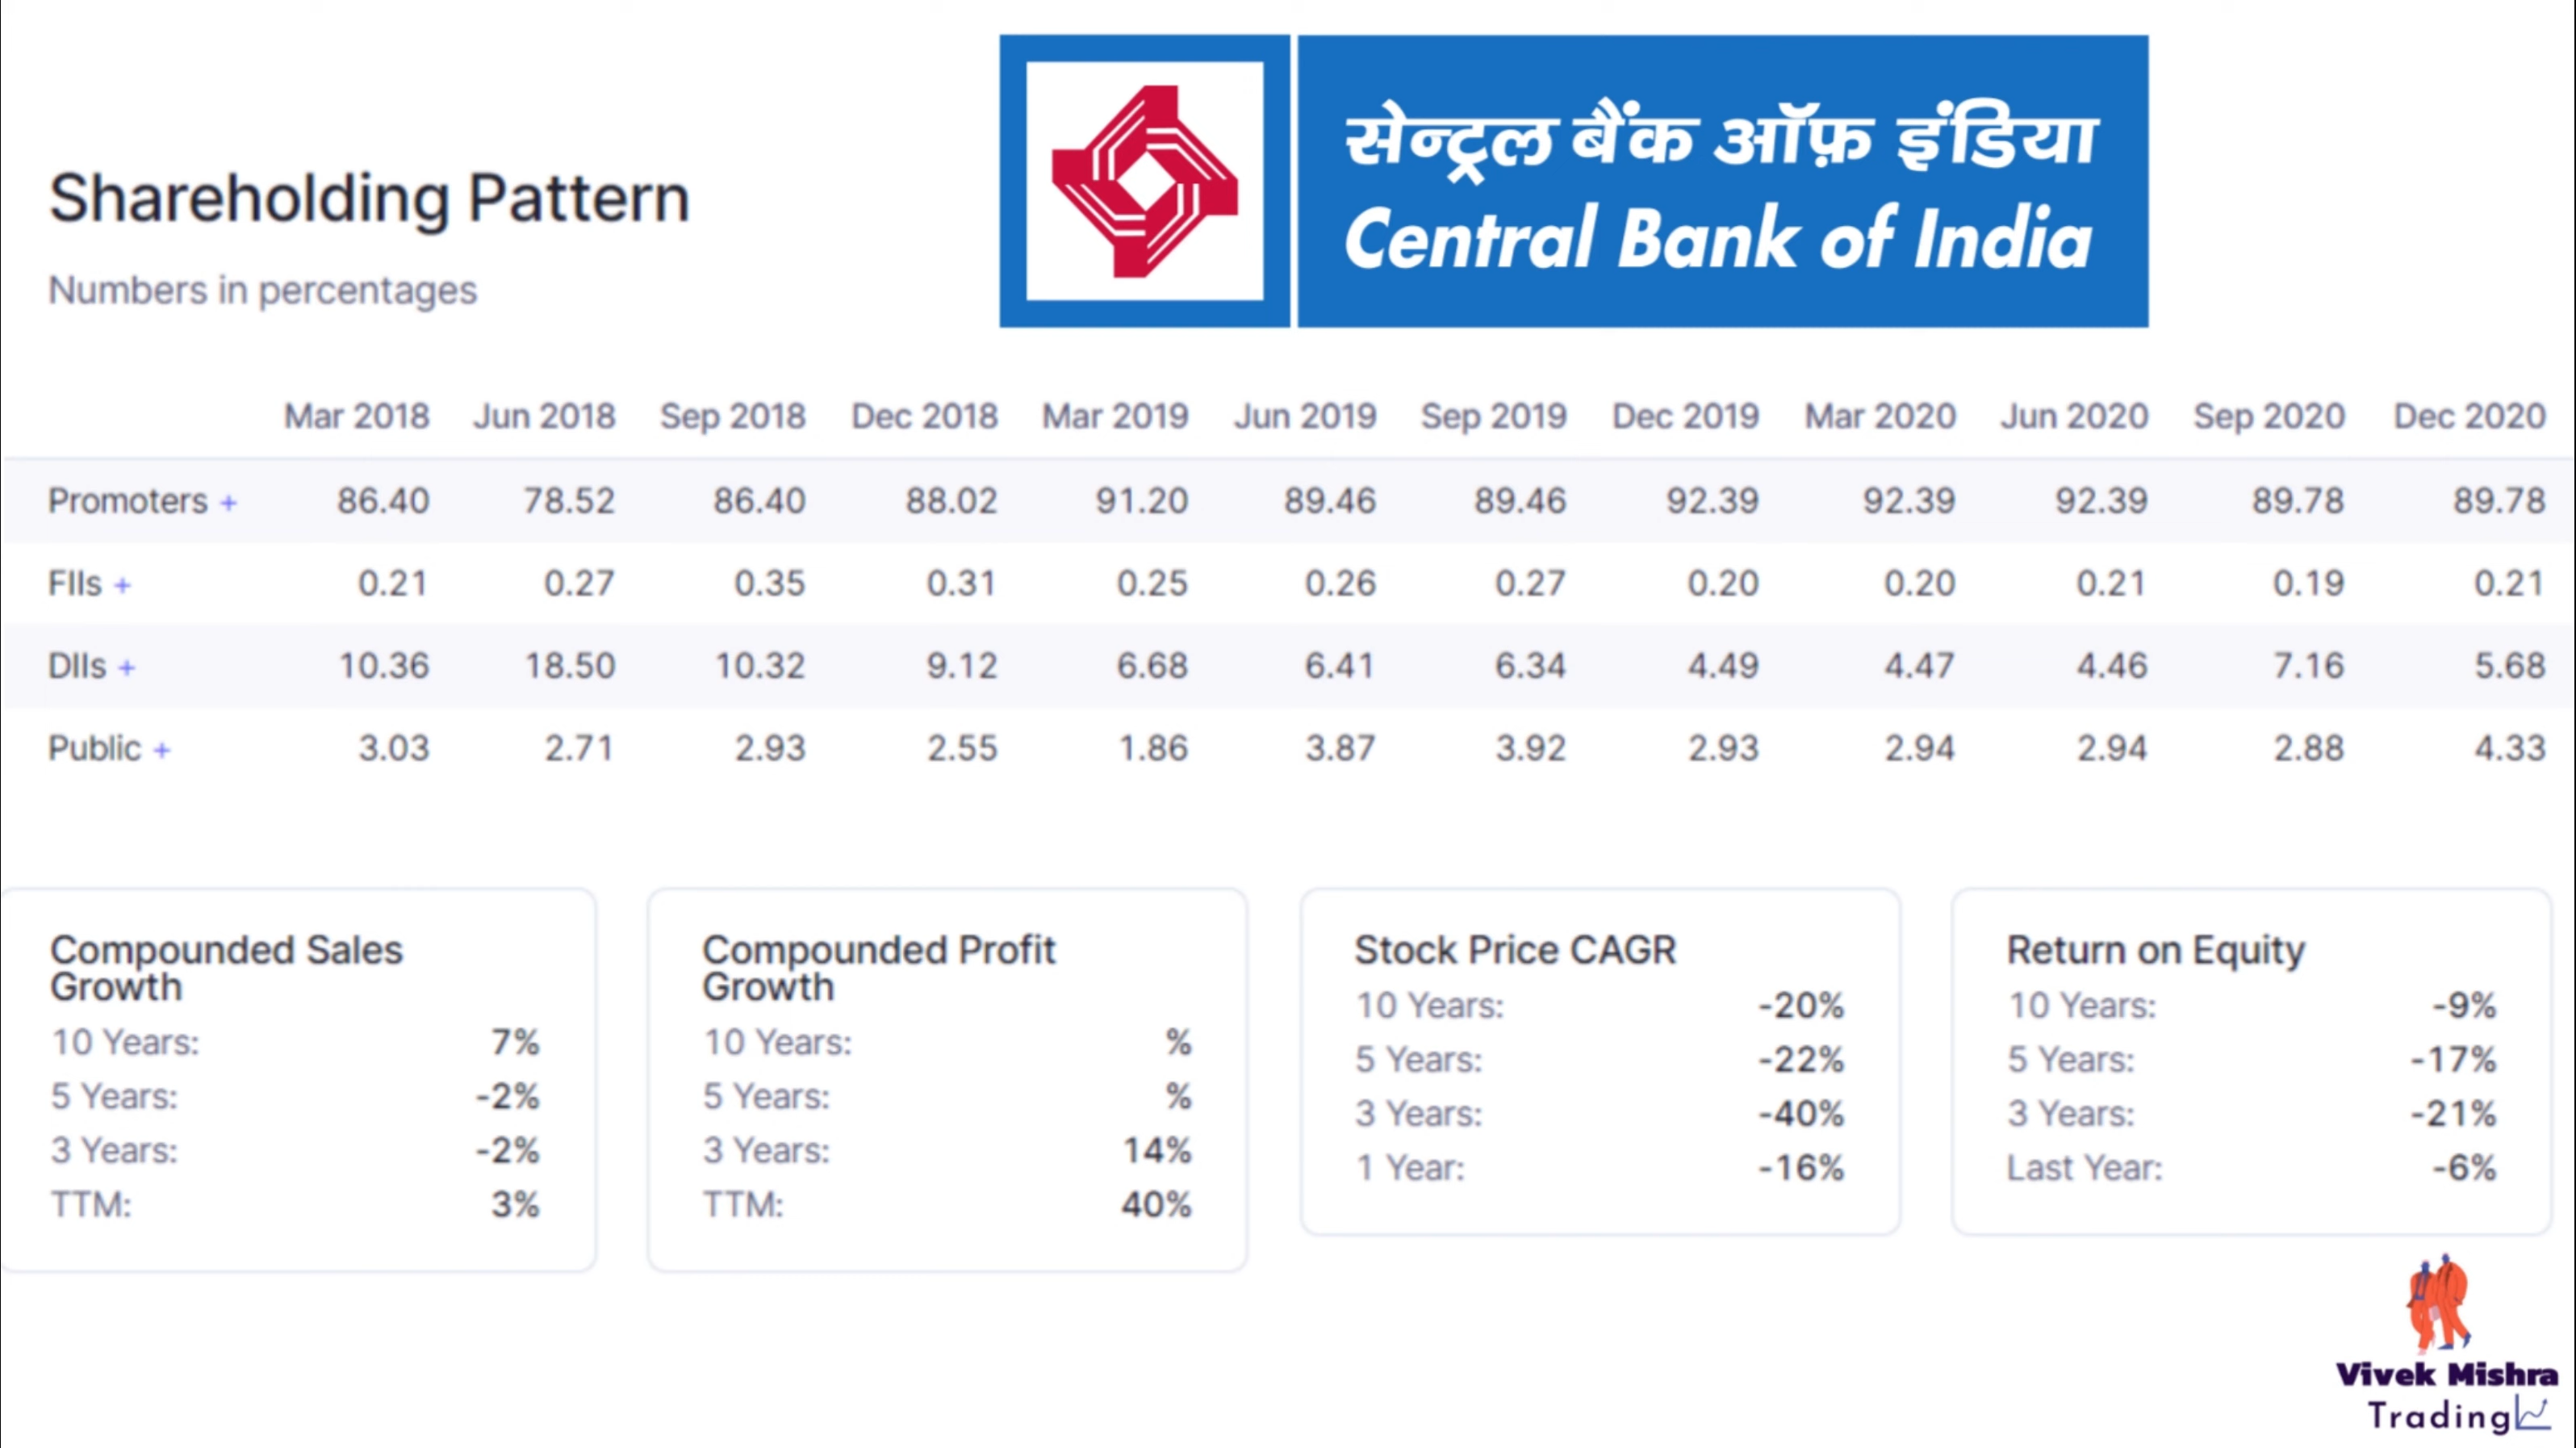 सेन्ट्रल बैंक ऑफ़ इंडिया
Central Bank of India
Shareholding Pattern
Numbers in percentages
Mar 2018 Jun 2018 Sep 2018 Dec 2018 Mar 2019 Jun 2019 Sep 2019 Dec 2019 Mar 2020 Jun 2020 Sep 2020 Dec 2020
Promoters + 86.40 78.52 86.40 88.02 91.20 89.46 89.46 92.39 92.39 92.39 89.78 89.78
FIIs + 0.21 0.27 0.35 0.31 0.25 0.26 0.27 0.20 0.20 0.21 0.19 0.21
DIIs + 10.36 18.50 10.32 9.12 6.68 6.41 6.34 4.49 4.47 4.46 7.16 5.68
Public + 3.03 2.71 2.93 2.55 1.86 3.87 3.92 2.93 2.94 2.94 2.88 4.33
Compounded Sales
Growth
10 Years: 7%
5 Years: -2%
3 Years: -2%
TTM: 3%
Compounded Profit
Growth
10 Years: %
5 Years: %
3 Years: 14%
TTM: 40%
Stock Price CAGR
10 Years: -20%
5 Years: -22%
3 Years: -40%
1 Year: -16%
Return on Equity
10 Years: -9%
5 Years: -17%
3 Years: -21%
Last Year: -6%
Vivek Mishra
Trading